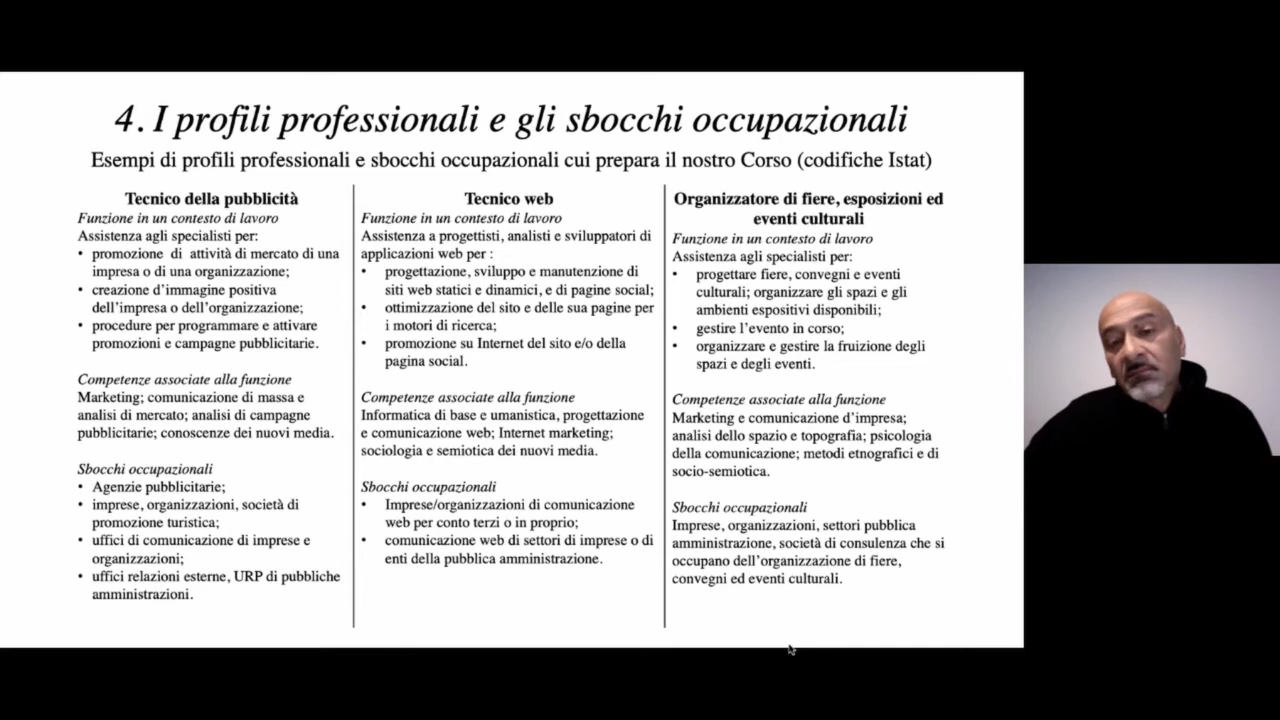 4. I profili professionali e gli sbocchi occupazionali
Esempi di profili professionali e sbocchi occupazionali cui prepara il nostro Corso (codifiche Istat)
Tecnico della pubblicità
Funzione in un contesto di lavoro
Assistenza agli specialisti per:
• promozione di attività di mercato di una
impresa o di una organizzazione;
• creazione d’immagine positiva
dell’impresa o dell’organizzazione;
• procedure per programmare e attivare
promozioni e campagne pubblicitarie.
Competenze associate alla funzione
Marketing; comunicazione di massa e
analisi di mercato; analisi di campagne
pubblicitarie; conoscenze dei nuovi media.
Sbocchi occupazionali
• Agenzie pubblicitarie;
• imprese, organizzazioni, società di
promozione turistica;
• uffici di comunicazione di imprese e
organizzazioni;
• uffici relazioni esterne, URP di pubbliche
amministrazioni.
Tecnico web
Funzione in un contesto di lavoro
Assistenza a progettisti, analisti e sviluppatori di
applicazioni web per :
• progettazione, sviluppo e manutenzione di
siti web statici e dinamici, e di pagine social;
• ottimizzazione del sito e delle sua pagine per
i motori di ricerca;
• promozione su Internet del sito e/o della
pagina social.
Competenze associate alla funzione
Informatica di base e umanistica, progettazione
e comunicazione web; Internet marketing;
sociologia e semiotica dei nuovi media.
Sbocchi occupazionali
• Imprese/organizzazioni di comunicazione
web per conto terzi o in proprio;
• comunicazione web di settori di imprese o di
enti della pubblica amministrazione.
Organizzatore di fiere, esposizioni ed
eventi culturali
Funzione in un contesto di lavoro
Assistenza agli specialisti per:
• progettare fiere, convegni e eventi
culturali; organizzare gli spazi e gli
ambienti espositivi disponibili;
• gestire l’evento in corso;
• organizzare e gestire la fruizione degli
spazi e degli eventi.
Competenze associate alla funzione
Marketing e comunicazione d’impresa;
analisi dello spazio e topografia; psicologia
della comunicazione; metodi etnografici e di
socio-semiotica.
Sbocchi occupazionali
Imprese, organizzazioni, settori pubblica
amministrazione, società di consulenza che si
occupano dell’organizzazione di fiere,
convegni ed eventi culturali.